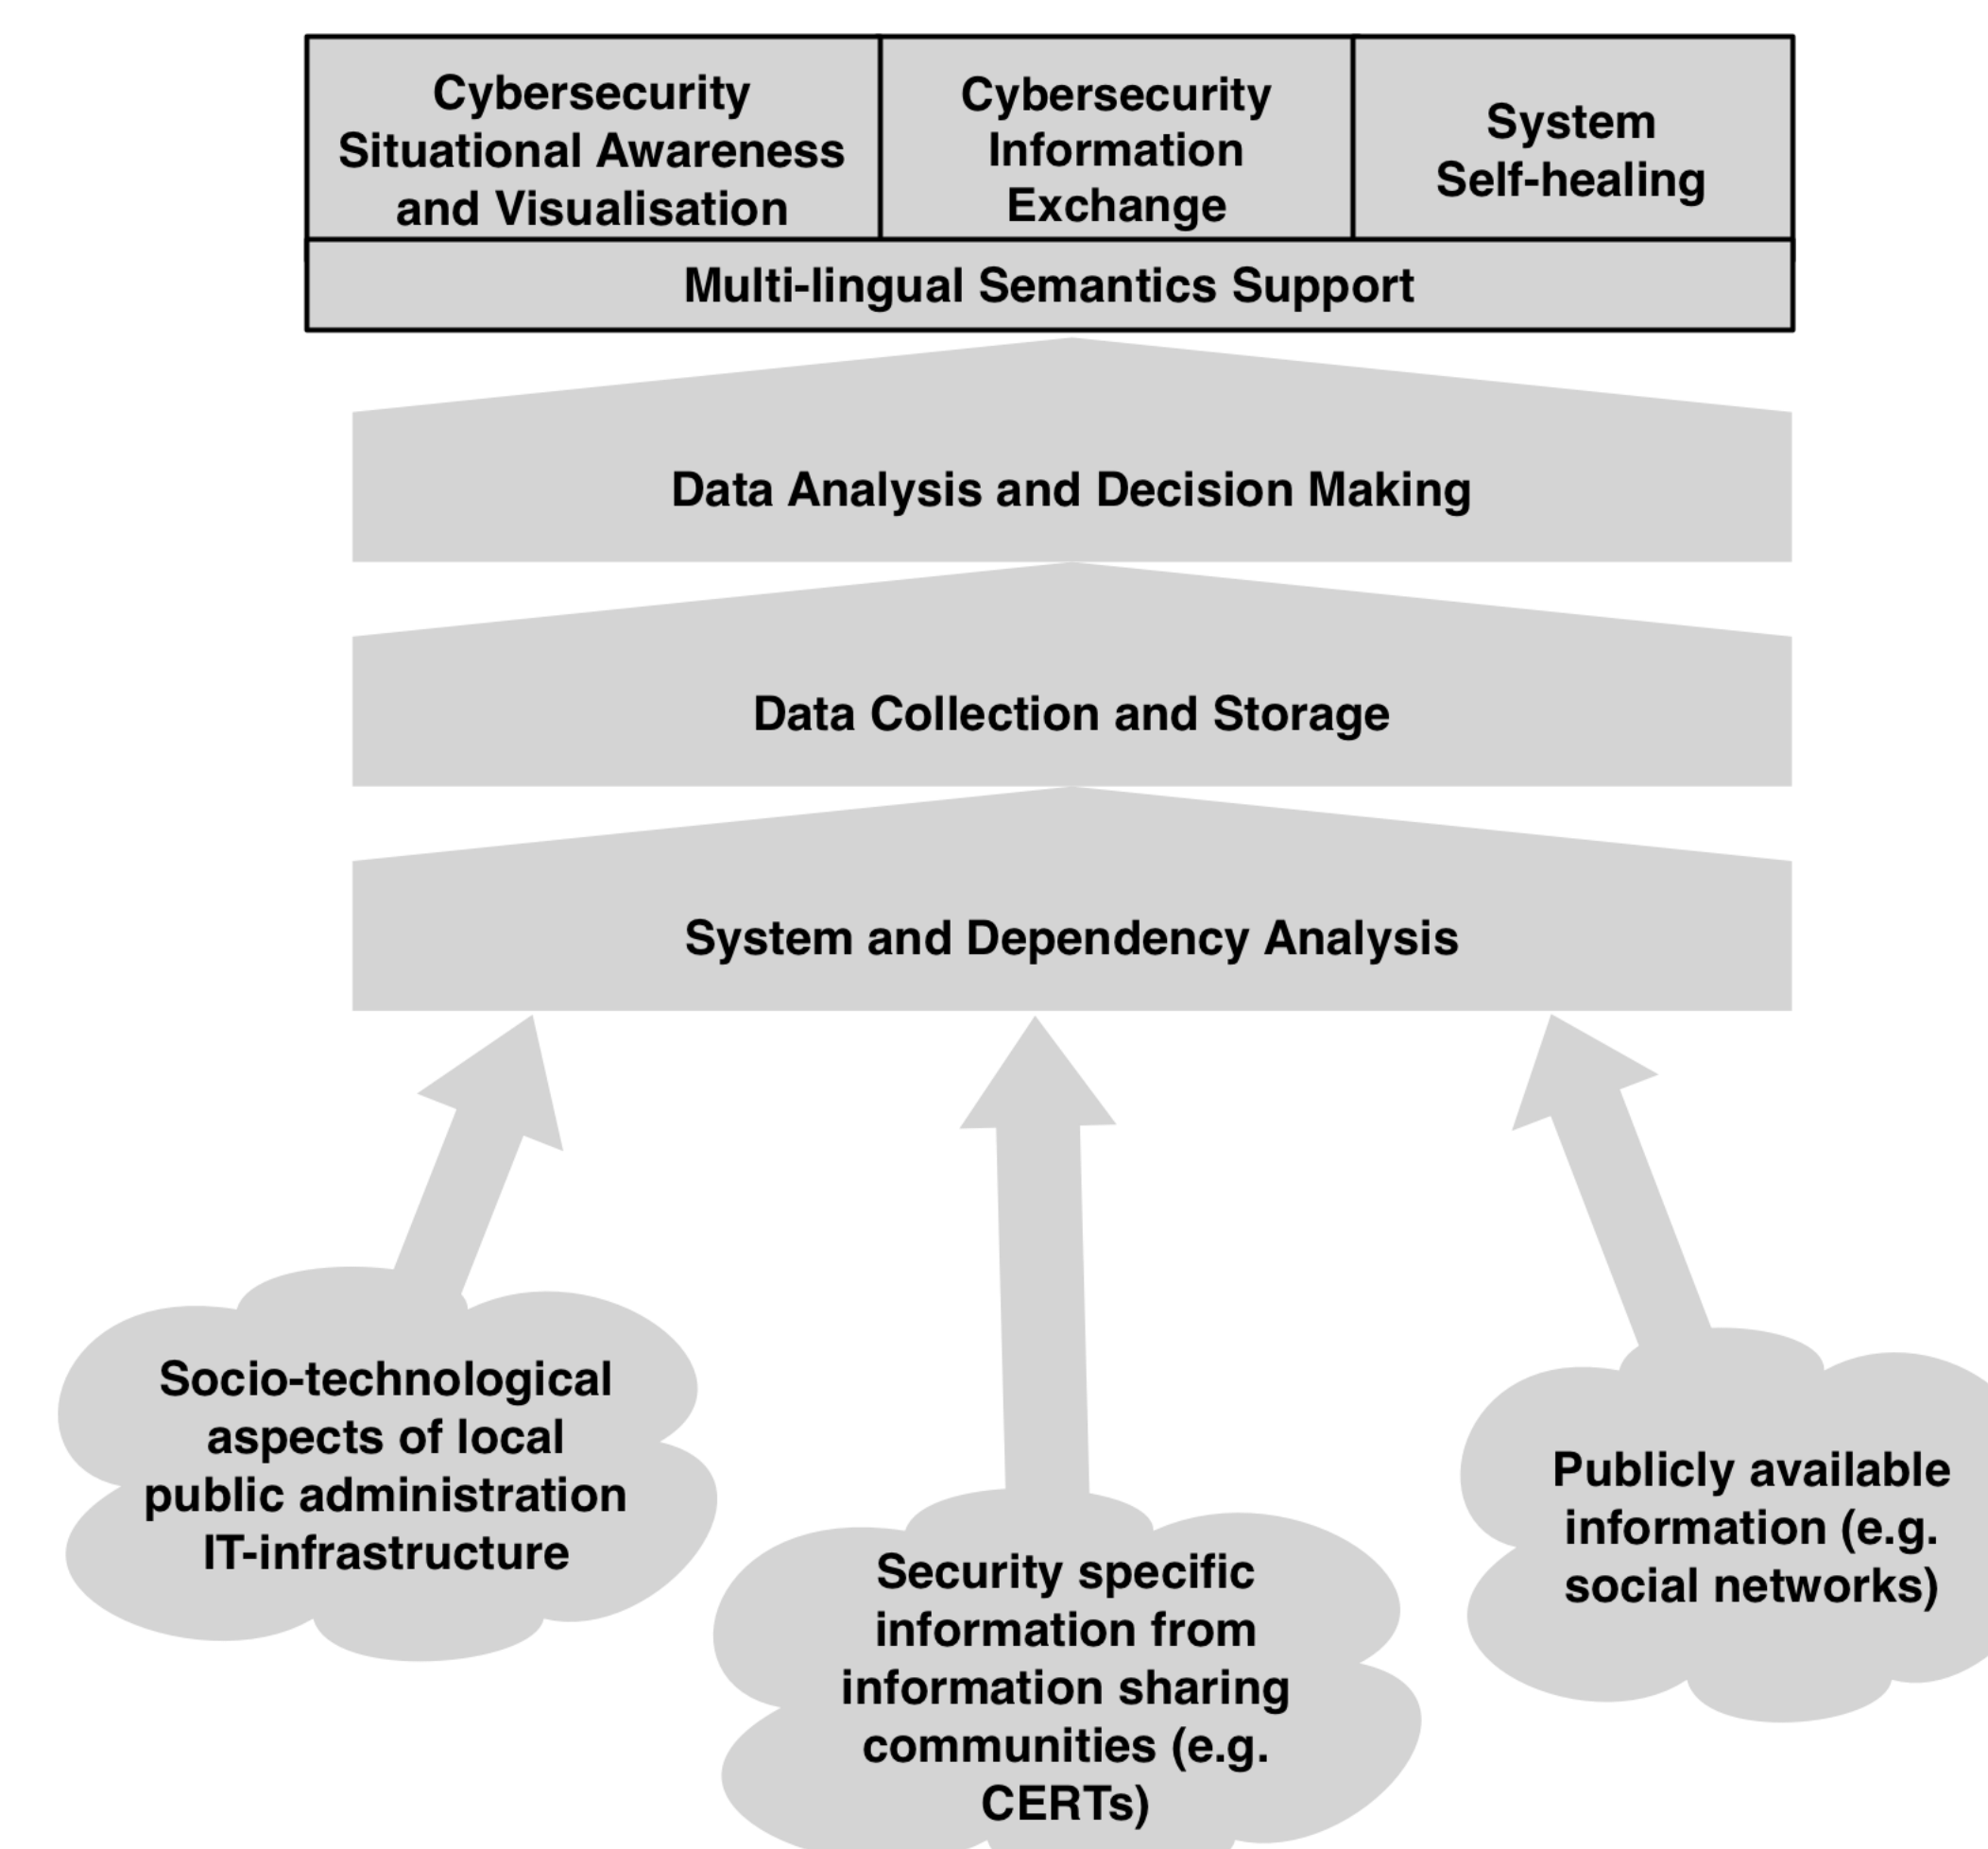 Cybersecurity
Situational Awareness
and Visualisation
Cybersecurity
Information
Exchange
System
Self-healing
Multi-lingual Semantics Support
Data Analysis and Decision Making
Data Collection and Storage
System and Dependency Analysis
Socio-technological
aspects of local
public administration
IT-infrastructure
Security specific
information from
information sharing
communities (e.g.
CERTs)
Publicly available
information (e.g.
social networks)